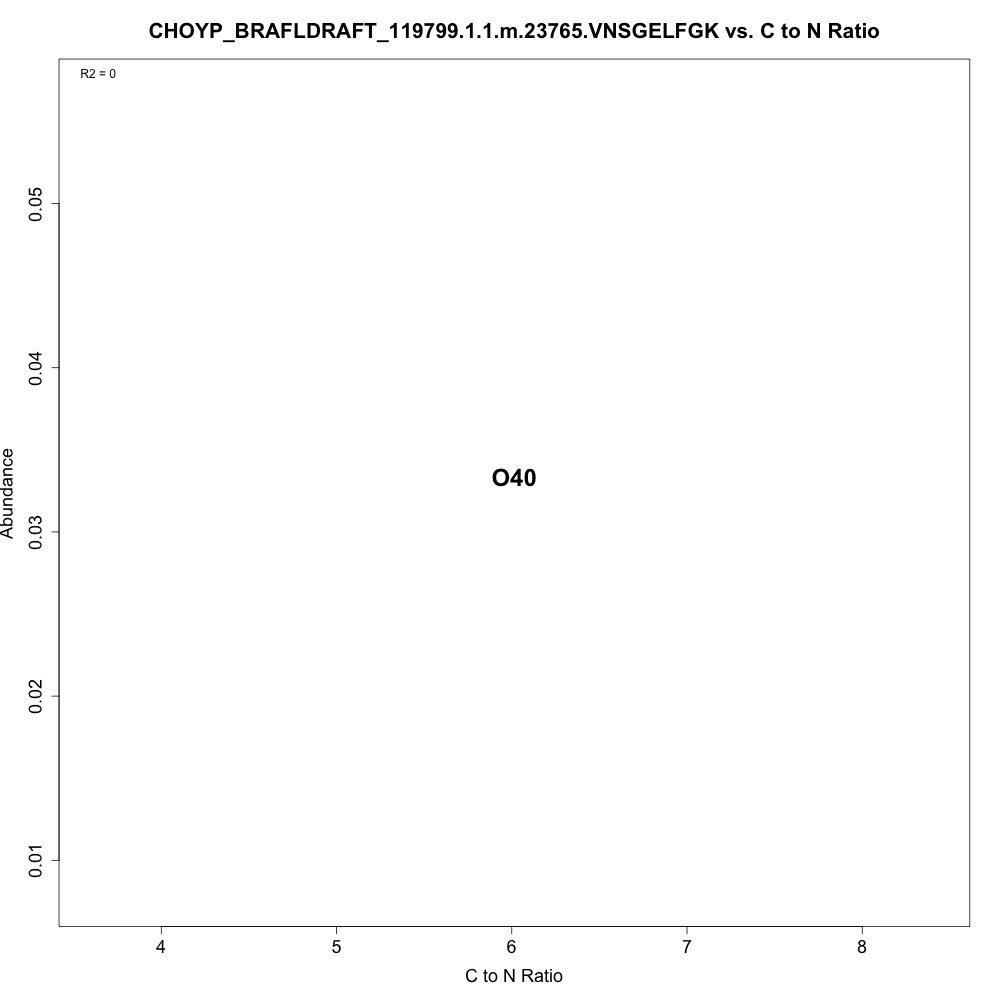 CHOYP_BRAFLDRAFT_119799.1.1.m.23765.VNSGELFGK vs. C to N Ratio
R2 = 0
0.05
0.04
O40
Abundance
0.03
0.02
0.01
4 5 6 7 8
C to N Ratio